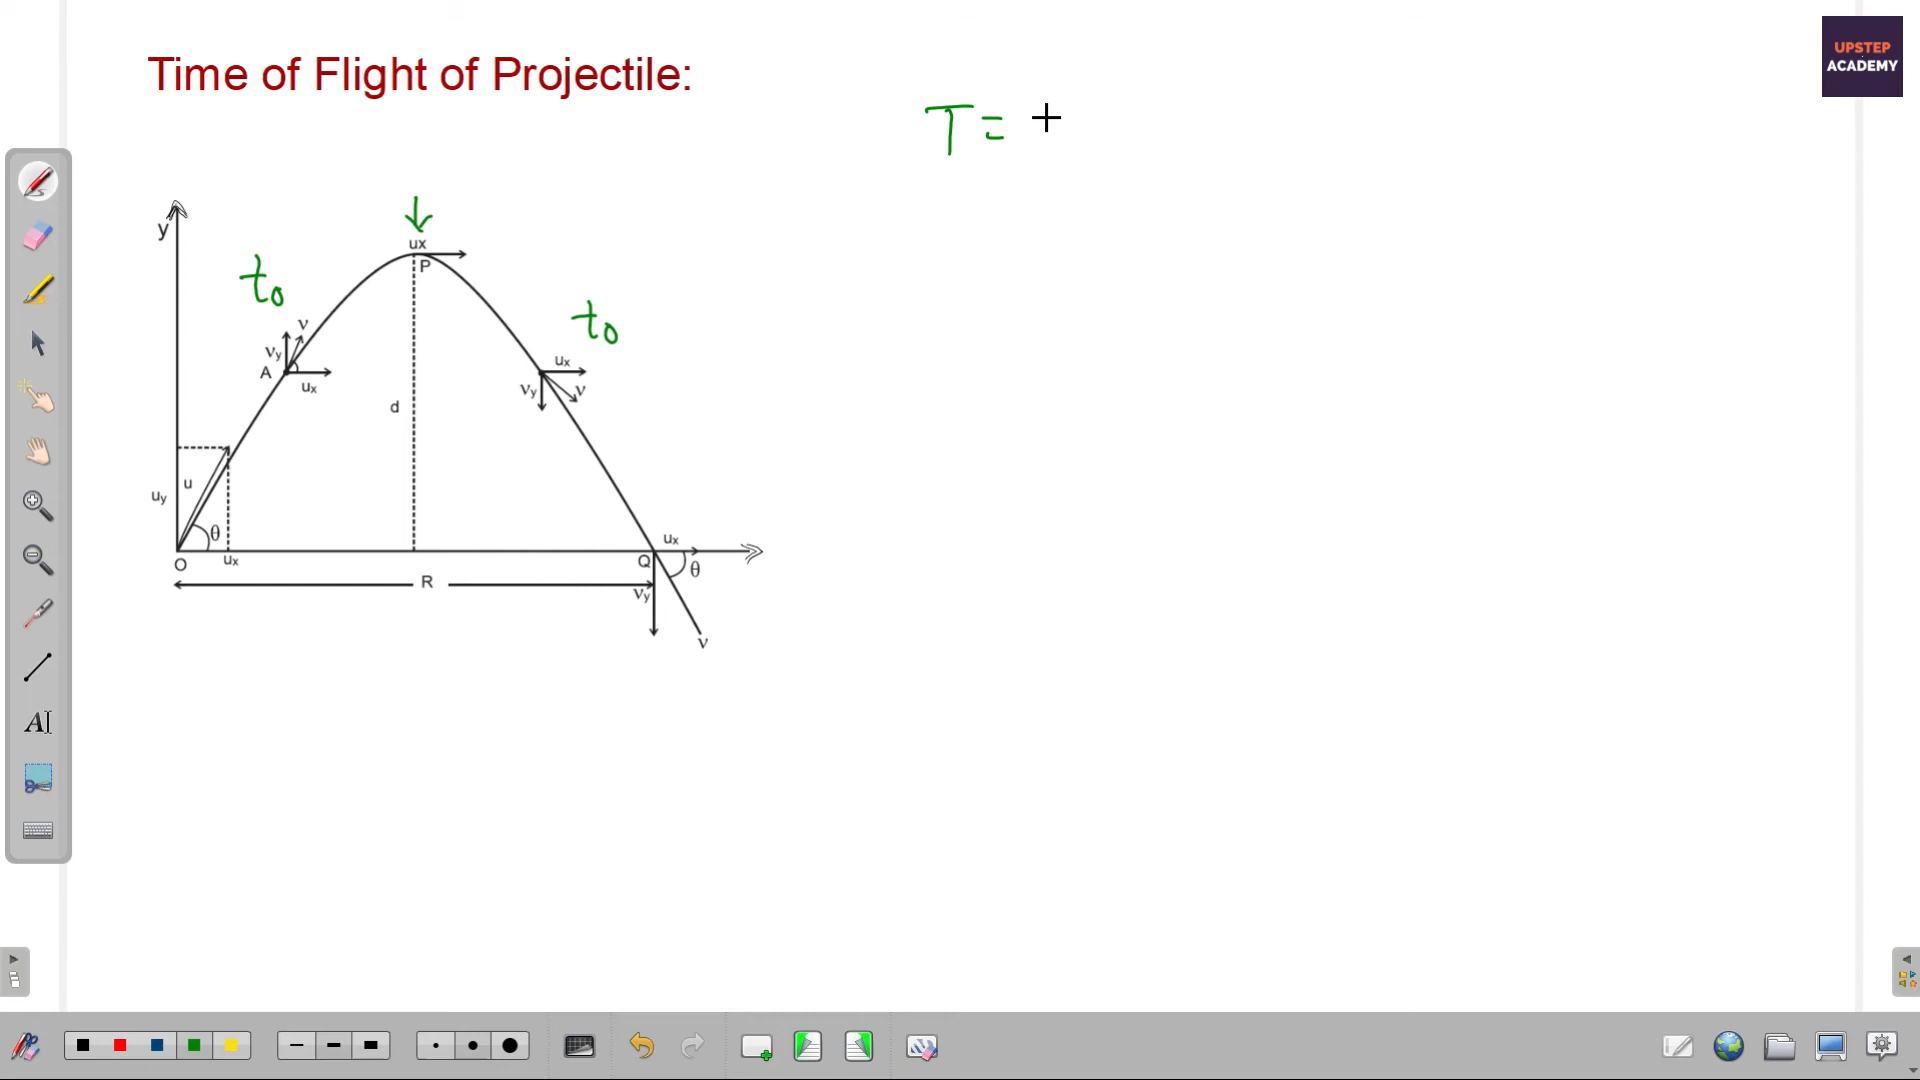 Time of Flight of Projectile:
UPSTEP
ACADEMY
T =
y
ux
P
t₀
t₀
v
vy
A
ux
ux
vy
v
d
u
uy
θ
O
ux
R
ux
Q
θ
vy
v
A